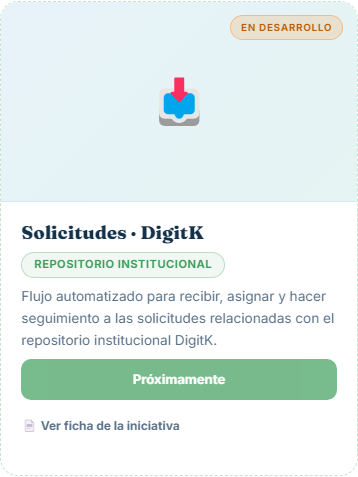 EN DESARROLLO
Solicitudes · DigitK
REPOSITORIO INSTITUCIONAL
Flujo automatizado para recibir, asignar y hacer
seguimiento a las solicitudes relacionadas con el
repositorio institucional DigitK.
Próximamente
Ver ficha de la iniciativa